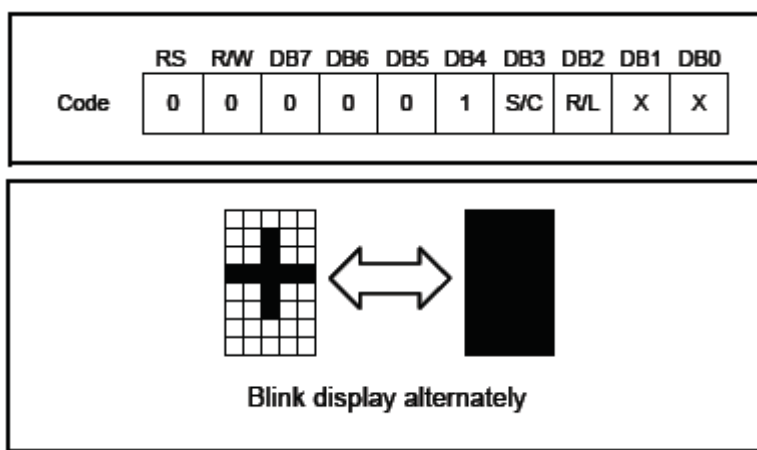 RS R/W DB7 DB6 DB5 DB4 DB3 DB2 DB1 DB0
Code 0 0 0 0 0 1 S/C R/L X X
Blink display alternately